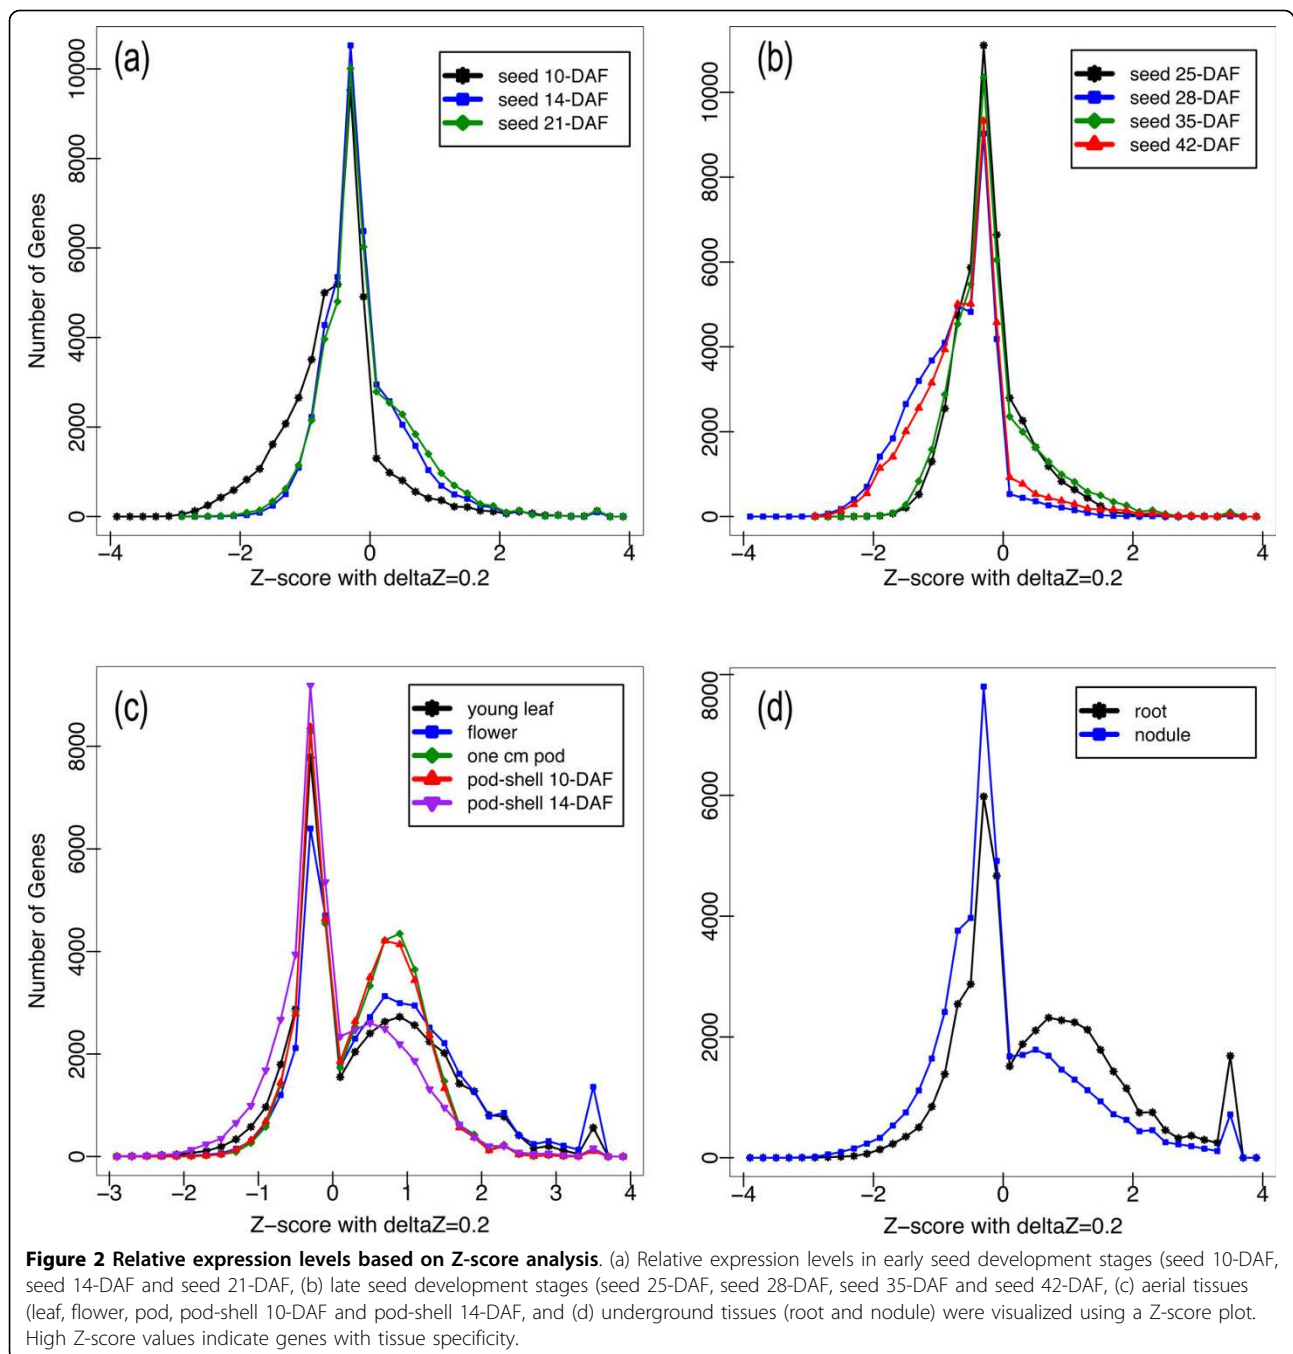 (a)
seed 10-DAF
seed 14-DAF
seed 21-DAF
Number of Genes
0
2000
4000
6000
8000
10000
−4
−2
0
2
4
Z−score with deltaZ=0.2
(b)
seed 25-DAF
seed 28-DAF
seed 35-DAF
seed 42-DAF
0
2000
4000
6000
8000
10000
−4
−2
0
2
4
Z−score with deltaZ=0.2
(c)
young leaf
flower
one cm pod
pod-shell 10-DAF
pod-shell 14-DAF
Number of Genes
0
2000
4000
6000
8000
−3
−2
−1
0
1
2
3
4
Z−score with deltaZ=0.2
(d)
root
nodule
0
2000
4000
6000
8000
−4
−2
0
2
4
Z−score with deltaZ=0.2
Figure 2 Relative expression levels based on Z-score analysis. (a) Relative expression levels in early seed development stages (seed 10-DAF,
seed 14-DAF and seed 21-DAF, (b) late seed development stages (seed 25-DAF, seed 28-DAF, seed 35-DAF and seed 42-DAF, (c) aerial tissues
(leaf, flower, pod, pod-shell 10-DAF and pod-shell 14-DAF, and (d) underground tissues (root and nodule) were visualized using a Z-score plot.
High Z-score values indicate genes with tissue specificity.